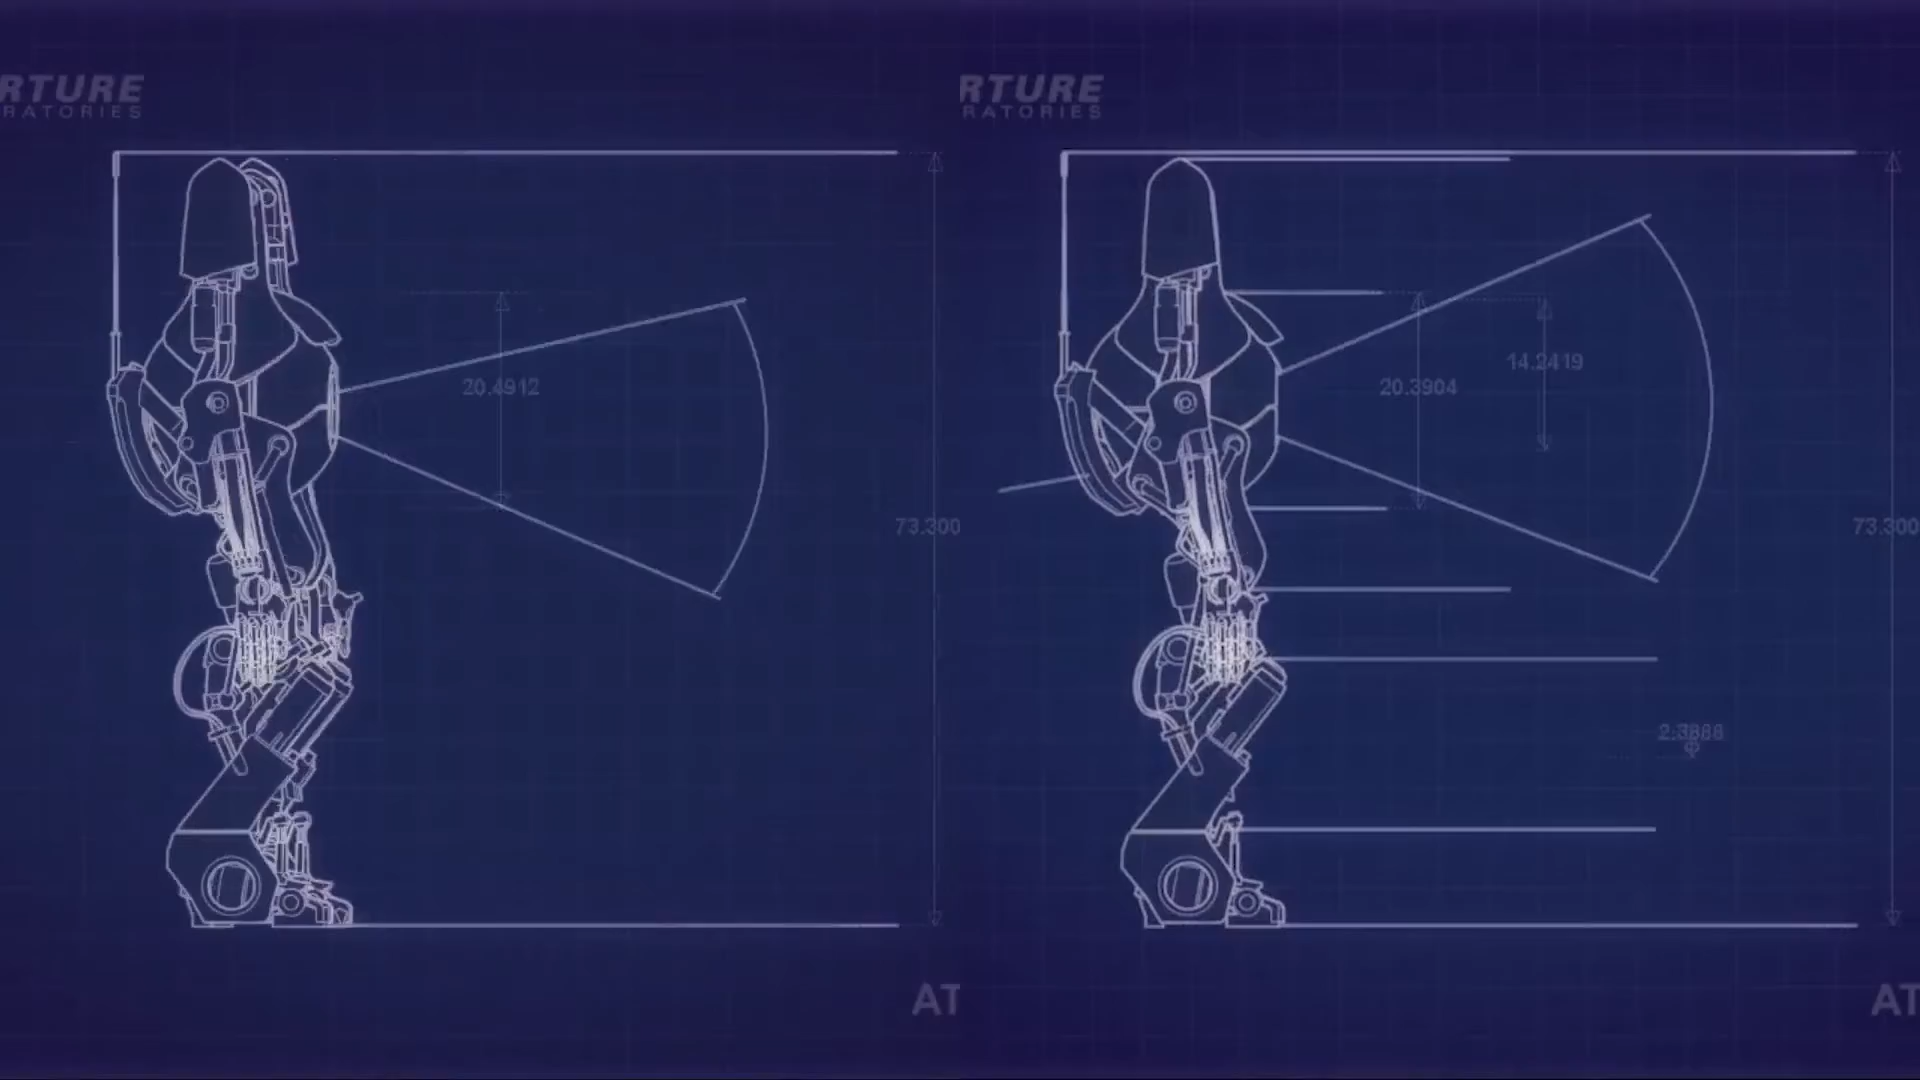 RTURE
RATORIES
20.4912
73.300
AT
RTURE
RATORIES
14.2419
20.3904
73.300
2.3888
AT